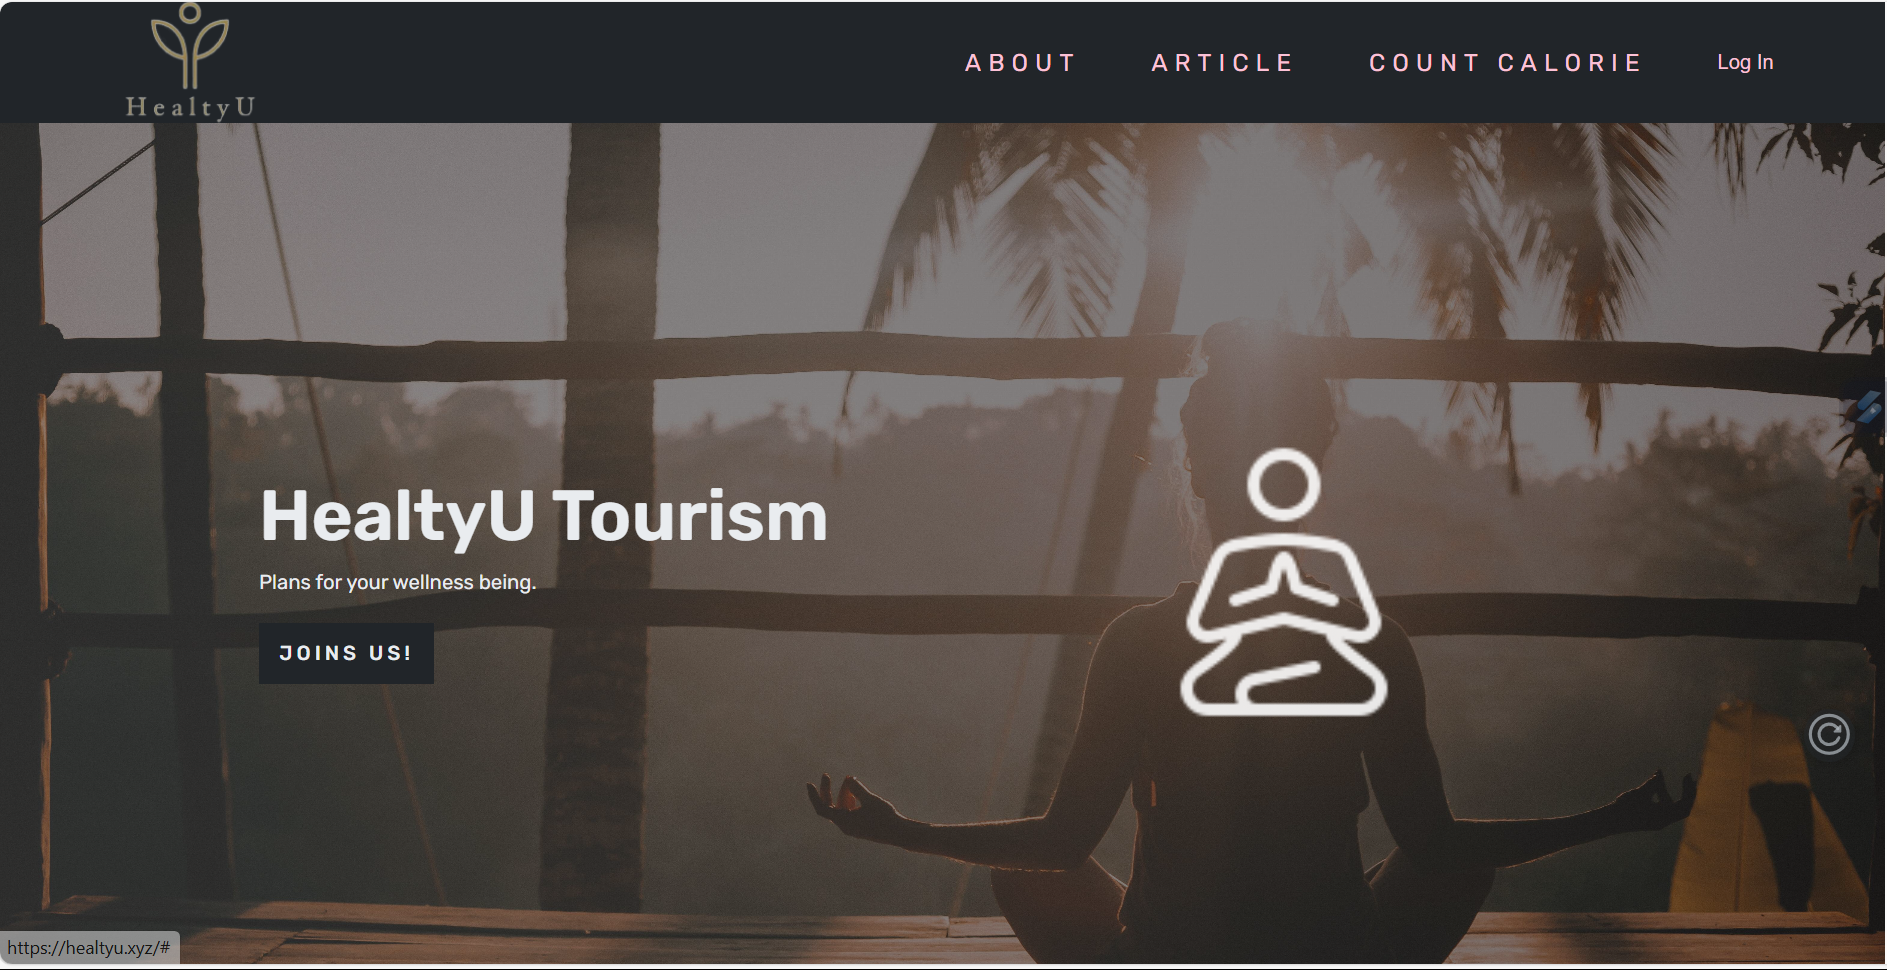 HealtyU
ABOUT ARTICLE COUNT CALORIE Log In
HealtyU Tourism
Plans for your wellness being.
JOINS US!
https://healtyu.xyz/#